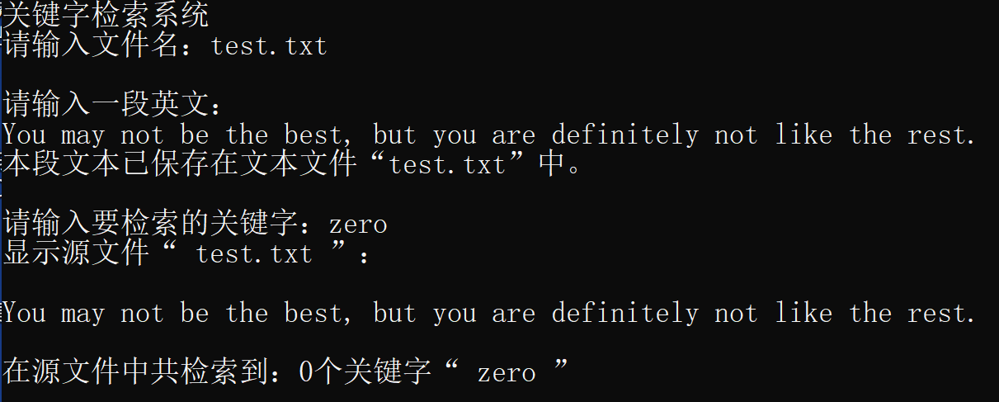 关键字检索系统
请输入文件名：test.txt
请输入一段英文：
You may not be the best, but you are definitely not like the rest.
本段文本已保存在文本文件“test.txt”中。
请输入要检索的关键字：zero
显示源文件“ test.txt ”：
You may not be the best, but you are definitely not like the rest.
在源文件中共检索到：0个关键字“ zero ”